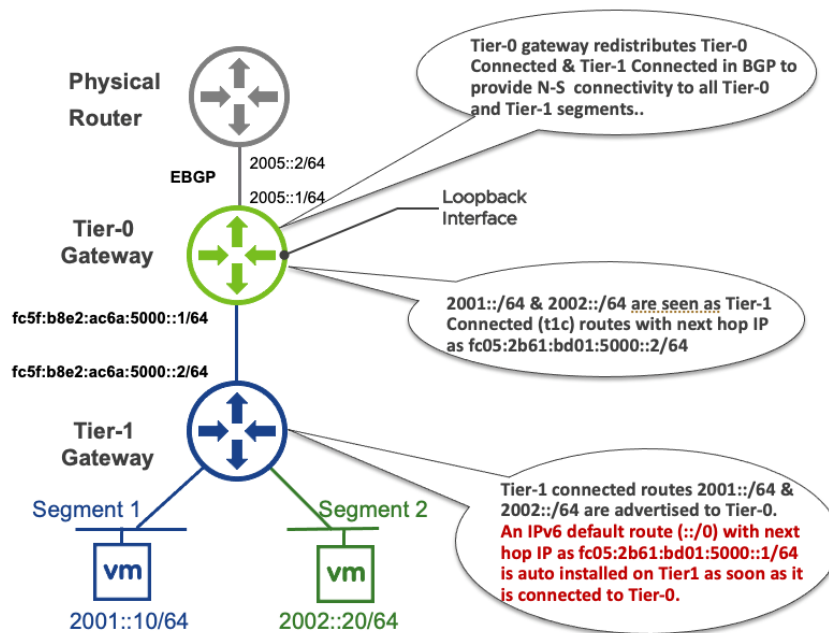 Tier-0 gateway redistributes Tier-0
Connected & Tier-1 Connected in BGP to
provide N-S connectivity to all Tier-0
and Tier-1 segments..
Physical
Router
2005::2/64
EBGP
2005::1/64
Loopback
Interface
Tier-0
Gateway
2001::/64 & 2002::/64 are seen as Tier-1
Connected (t1c) routes with next hop IP
as fc05:2b61:bd01:5000::2/64
fc5f:b8e2:ac6a:5000::1/64
fc5f:b8e2:ac6a:5000::2/64
Tier-1
Gateway
Tier-1 connected routes 2001::/64 &
2002::/64 are advertised to Tier-0.
An IPv6 default route (::/0) with next
hop IP as fc05:2b61:bd01:5000::1/64
is auto installed on Tier1 as soon as it
is connected to Tier-0.
Segment 1
Segment 2
vm
vm
2001::10/64
2002::20/64